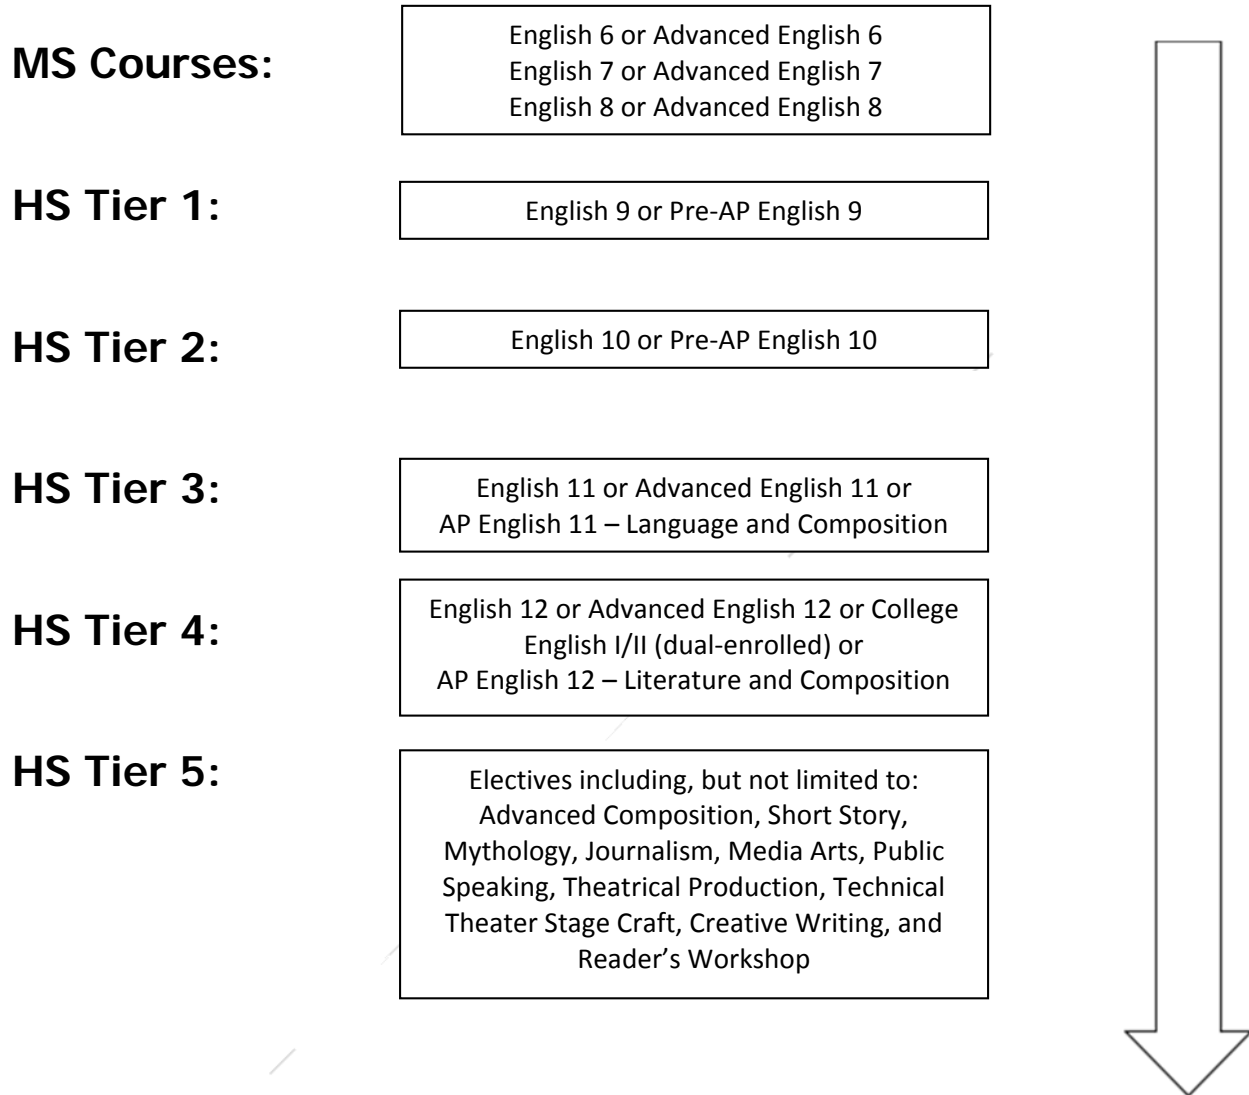 MS Courses:
English 6 or Advanced English 6
English 7 or Advanced English 7
English 8 or Advanced English 8
HS Tier 1:
English 9 or Pre-AP English 9
HS Tier 2:
English 10 or Pre-AP English 10
HS Tier 3:
English 11 or Advanced English 11 or
AP English 11 – Language and Composition
HS Tier 4:
English 12 or Advanced English 12 or College
English I/II (dual-enrolled) or
AP English 12 – Literature and Composition
HS Tier 5:
Electives including, but not limited to:
Advanced Composition, Short Story,
Mythology, Journalism, Media Arts, Public
Speaking, Theatrical Production, Technical
Theater Stage Craft, Creative Writing, and
Reader’s Workshop